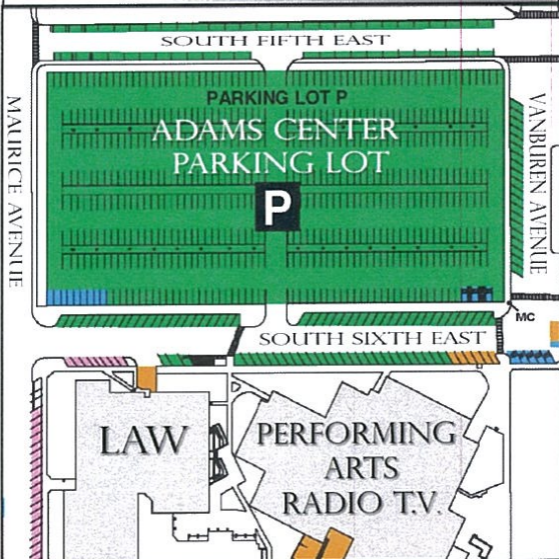 SOUTH FIFTH EAST
PARKING LOT P
ADAMS CENTER
PARKING LOT
P
MAURICE AVENUE
VANBUREN AVENUE
MC
SOUTH SIXTH EAST
LAW
PERFORMING
ARTS
RADIO T.V.